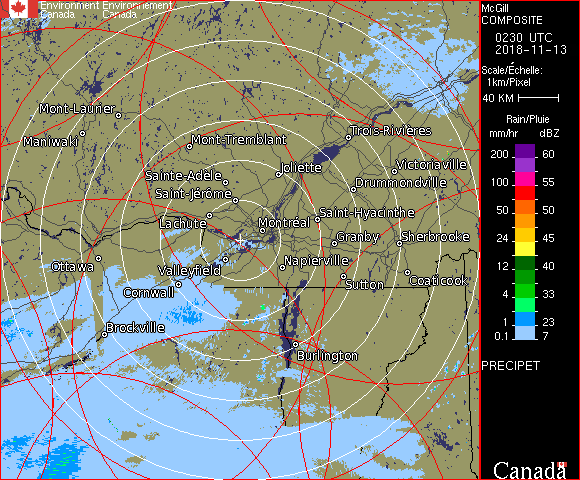 Environment Environnement
Canada Canada
McGill
COMPOSITE
0230 UTC
2018-11-13
Scale/Échelle:
1km/Pixel
40 KM
Rain/Pluie
mm/hr dBZ
200 60
150 57
100 55
50 50
24 45
12 40
4 33
1 23
0.1 7
PRECIPET
Mont-Laurier
Maniwaki
Mont-Tremblant
Trois-Rivières
Joliette
Victoriaville
Sainte-Adèle
Drummondville
Saint-Jérôme
Saint-Hyacinthe
Lachute
Montréal
Granby
Sherbrooke
Ottawa
Valleyfield
Napierville
Sutton
Coaticook
Cornwall
Brockville
Burlington
Canada